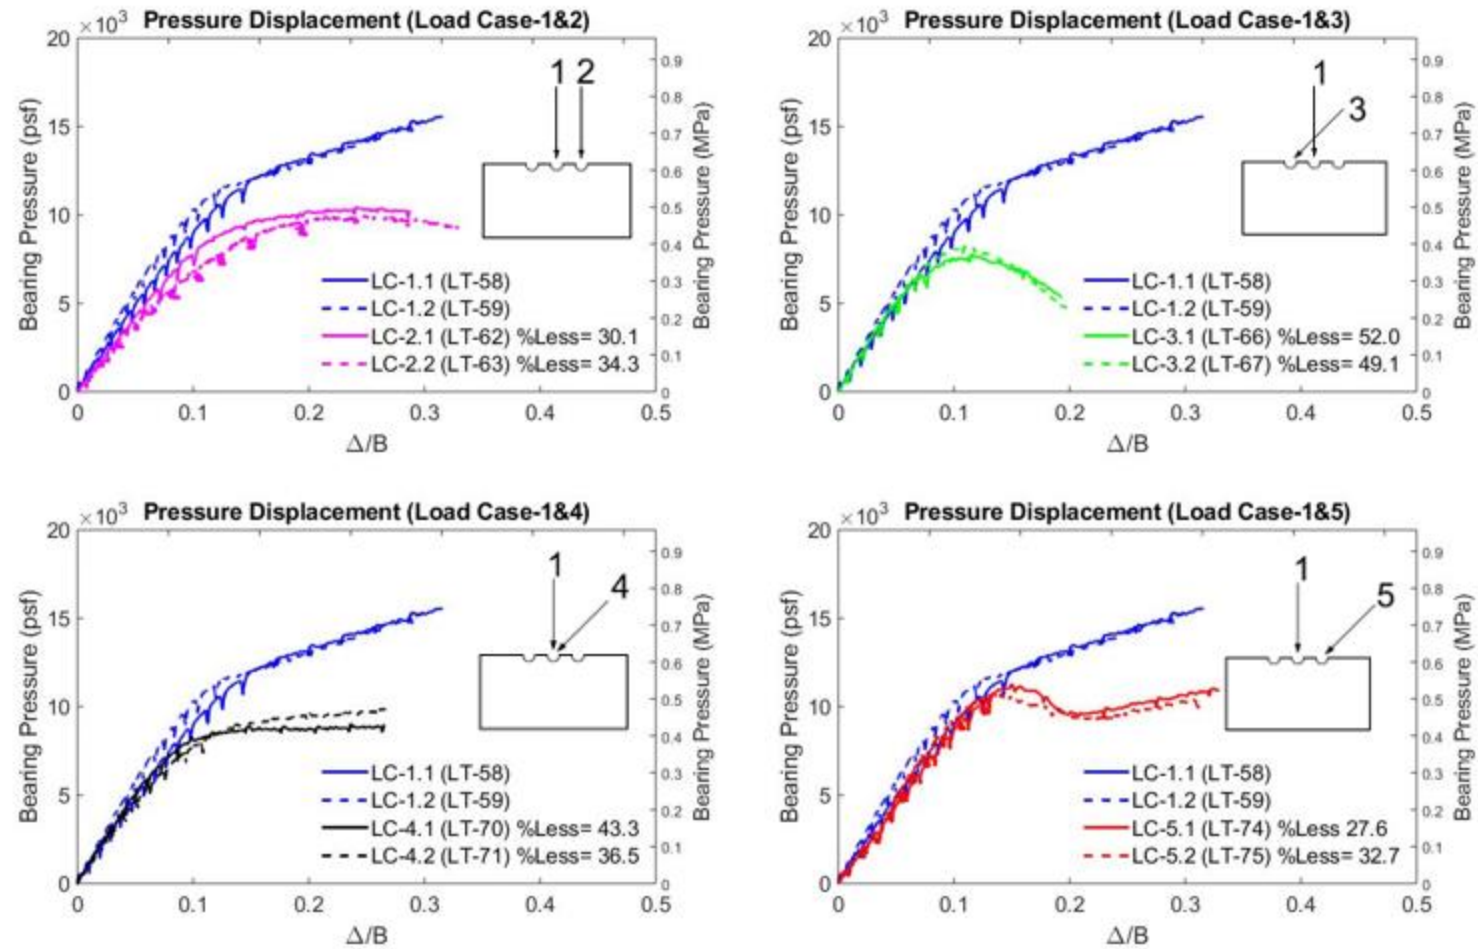 Pressure Displacement (Load Case-1&2)
×10³
20
15
10
5
0
Bearing Pressure (psf)
0.9
0.8
0.7
0.6
0.5
0.4
0.3
0.2
0.1
0
Bearing Pressure (MPa)
1 2
LC-1.1 (LT-58)
LC-1.2 (LT-59)
LC-2.1 (LT-62) %Less= 30.1
LC-2.2 (LT-63) %Less= 34.3
0 0.1 0.2 0.3 0.4 0.5
Δ/B
Pressure Displacement (Load Case-1&3)
×10³
20
15
10
5
0
Bearing Pressure (psf)
0.9
0.8
0.7
0.6
0.5
0.4
0.3
0.2
0.1
0
Bearing Pressure (MPa)
1
3
LC-1.1 (LT-58)
LC-1.2 (LT-59)
LC-3.1 (LT-66) %Less= 52.0
LC-3.2 (LT-67) %Less= 49.1
0 0.1 0.2 0.3 0.4 0.5
Δ/B
Pressure Displacement (Load Case-1&4)
×10³
20
15
10
5
0
Bearing Pressure (psf)
0.9
0.8
0.7
0.6
0.5
0.4
0.3
0.2
0.1
0
Bearing Pressure (MPa)
1
4
LC-1.1 (LT-58)
LC-1.2 (LT-59)
LC-4.1 (LT-70) %Less= 43.3
LC-4.2 (LT-71) %Less= 36.5
0 0.1 0.2 0.3 0.4 0.5
Δ/B
Pressure Displacement (Load Case-1&5)
×10³
20
15
10
5
0
Bearing Pressure (psf)
0.9
0.8
0.7
0.6
0.5
0.4
0.3
0.2
0.1
0
Bearing Pressure (MPa)
1
5
LC-1.1 (LT-58)
LC-1.2 (LT-59)
LC-5.1 (LT-74) %Less 27.6
LC-5.2 (LT-75) %Less= 32.7
0 0.1 0.2 0.3 0.4 0.5
Δ/B